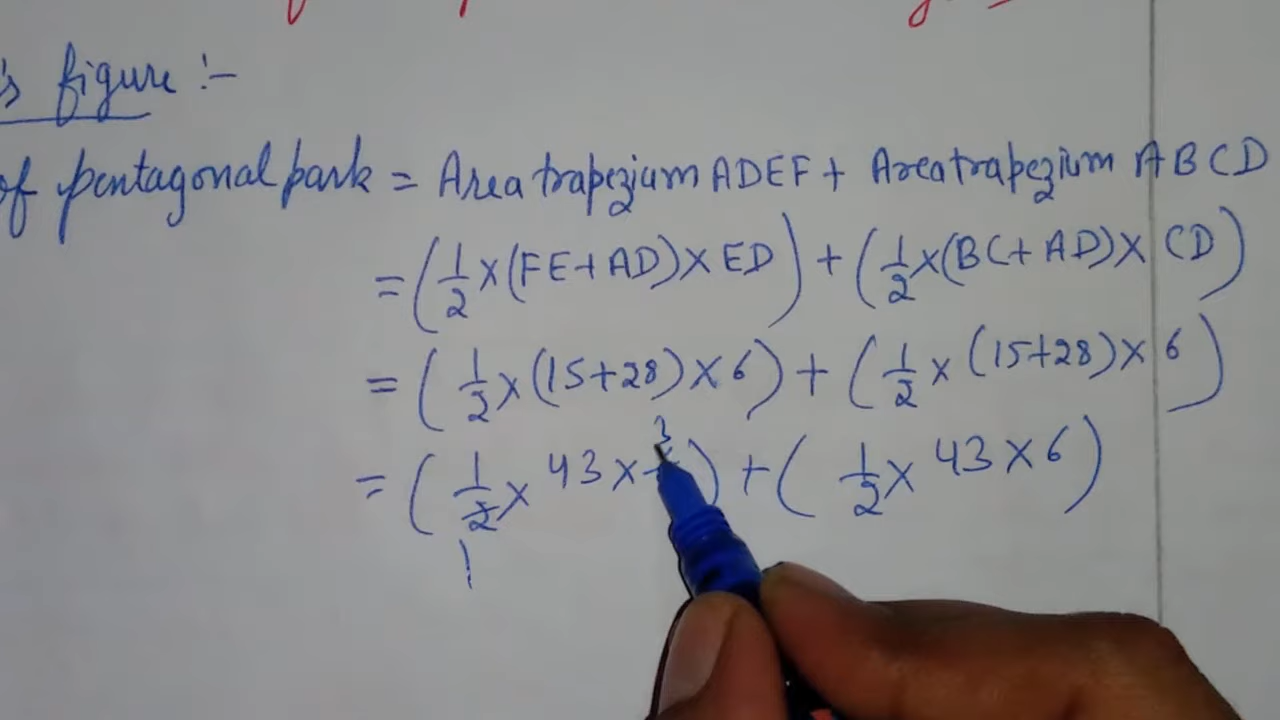 's figure :-
of pentagonal park = Area trapezium ADEF + Area trapezium ABCD
= (1/2 × (FE + AD) × ED) + (1/2 × (BC + AD) × CD)
= (1/2 × (15+28) × 6) + (1/2 × (15+28) × 6)
3
= (1/2 × 43 × 6) + (1/2 × 43 × 6)
1